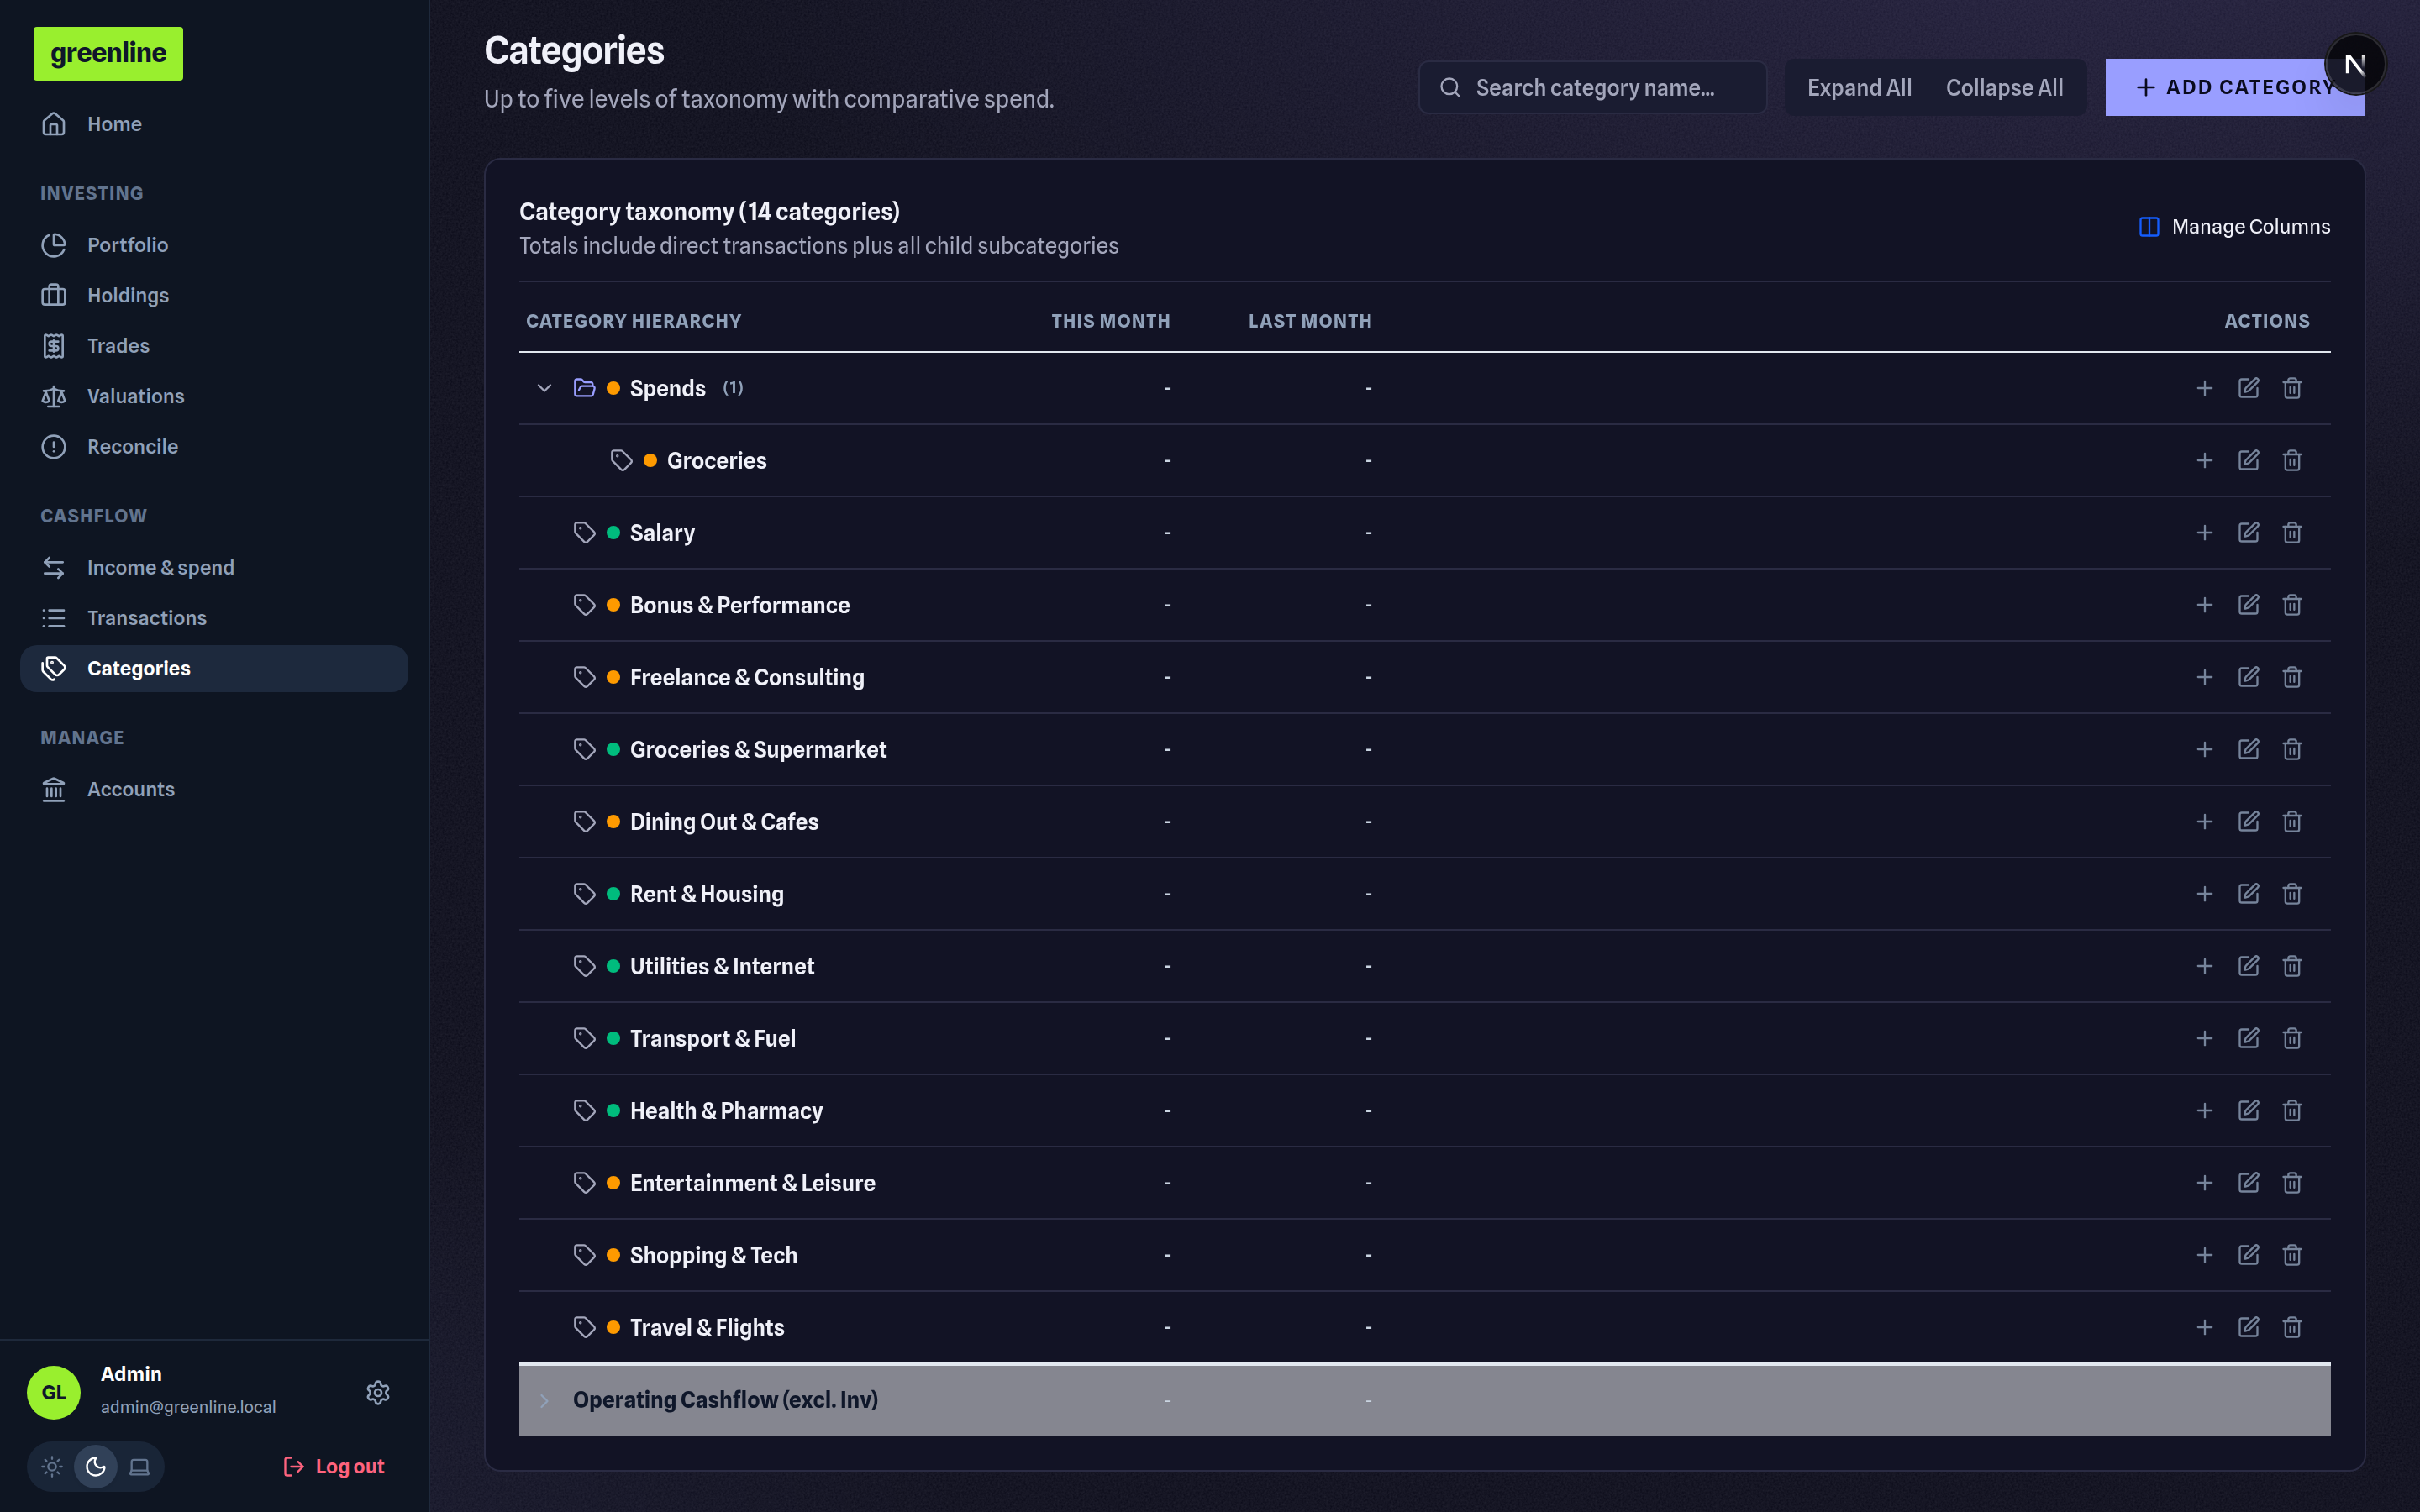 greenline
Home
INVESTING
Portfolio
Holdings
Trades
Valuations
Reconcile
CASHFLOW
Income & spend
Transactions
Categories
MANAGE
Accounts
GL
Admin
admin@greenline.local
Log out
Categories
Up to five levels of taxonomy with comparative spend.
Search category name...
Expand All Collapse All
+ ADD CATEGORY
N
Category taxonomy (14 categories)
Totals include direct transactions plus all child subcategories
Manage Columns
CATEGORY HIERARCHY THIS MONTH LAST MONTH ACTIONS
Spends (1) - -
Groceries - -
Salary - -
Bonus & Performance - -
Freelance & Consulting - -
Groceries & Supermarket - -
Dining Out & Cafes - -
Rent & Housing - -
Utilities & Internet - -
Transport & Fuel - -
Health & Pharmacy - -
Entertainment & Leisure - -
Shopping & Tech - -
Travel & Flights - -
Operating Cashflow (excl. Inv) - -